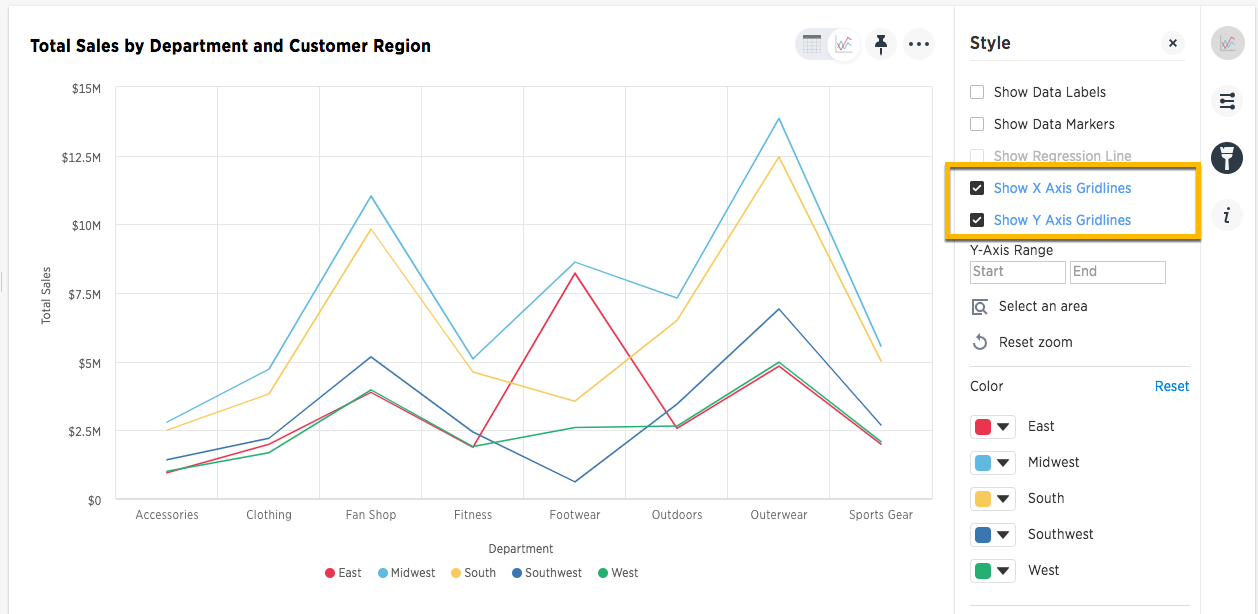 Total Sales by Department and Customer Region
$15M
$12.5M
$10M
$7.5M
$5M
$2.5M
$0
Total Sales
Accessories Clothing Fan Shop Fitness Footwear Outdoors Outerwear Sports Gear
Department
East Midwest South Southwest West
Style
Show Data Labels
Show Data Markers
Show Regression Line
Show X Axis Gridlines
Show Y Axis Gridlines
Y-Axis Range
Start End
Select an area
Reset zoom
Color Reset
East
Midwest
South
Southwest
West